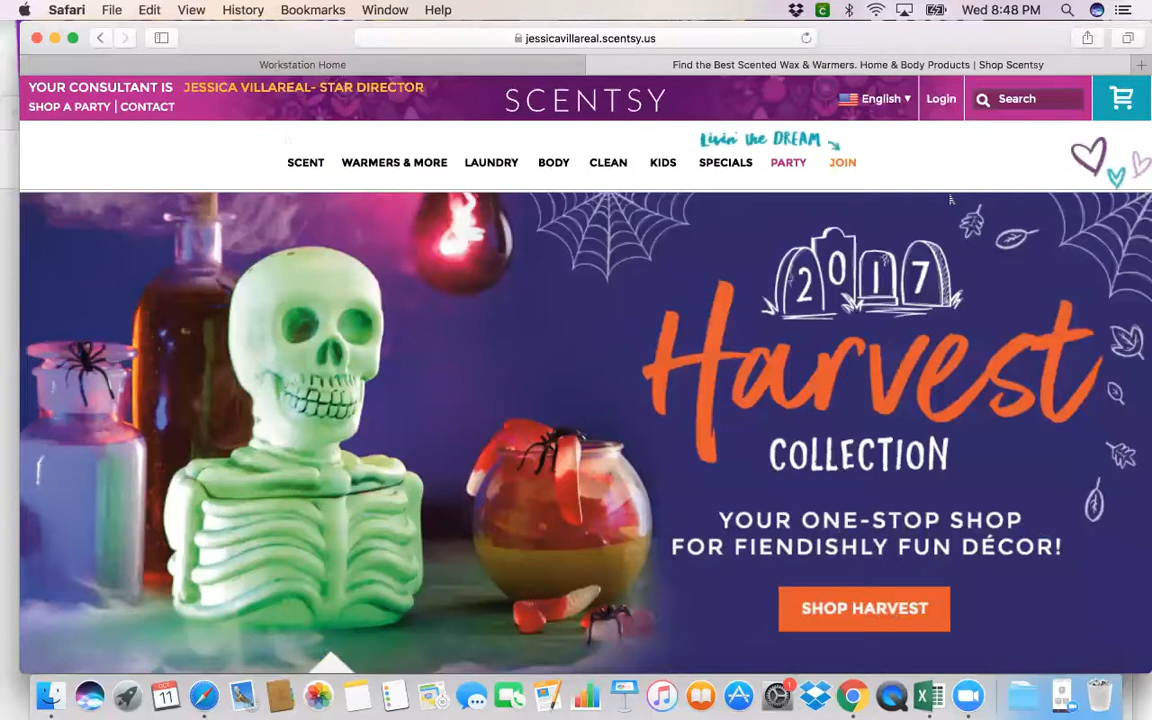 Safari File Edit View History Bookmarks Window Help Wed 8:48 PM
jessicavillareal.scentsy.us
Workstation Home Find the Best Scented Wax & Warmers. Home & Body Products | Shop Scentsy
YOUR CONSULTANT IS JESSICA VILLAREAL- STAR DIRECTOR
SHOP A PARTY | CONTACT
SCENTSY
English Login Search
Livin' the DREAM
SCENT WARMERS & MORE LAUNDRY BODY CLEAN KIDS SPECIALS PARTY JOIN
2017
Harvest
COLLECTION
YOUR ONE-STOP SHOP
FOR FIENDISHLY FUN DÉCOR!
SHOP HARVEST
OCT
11
1